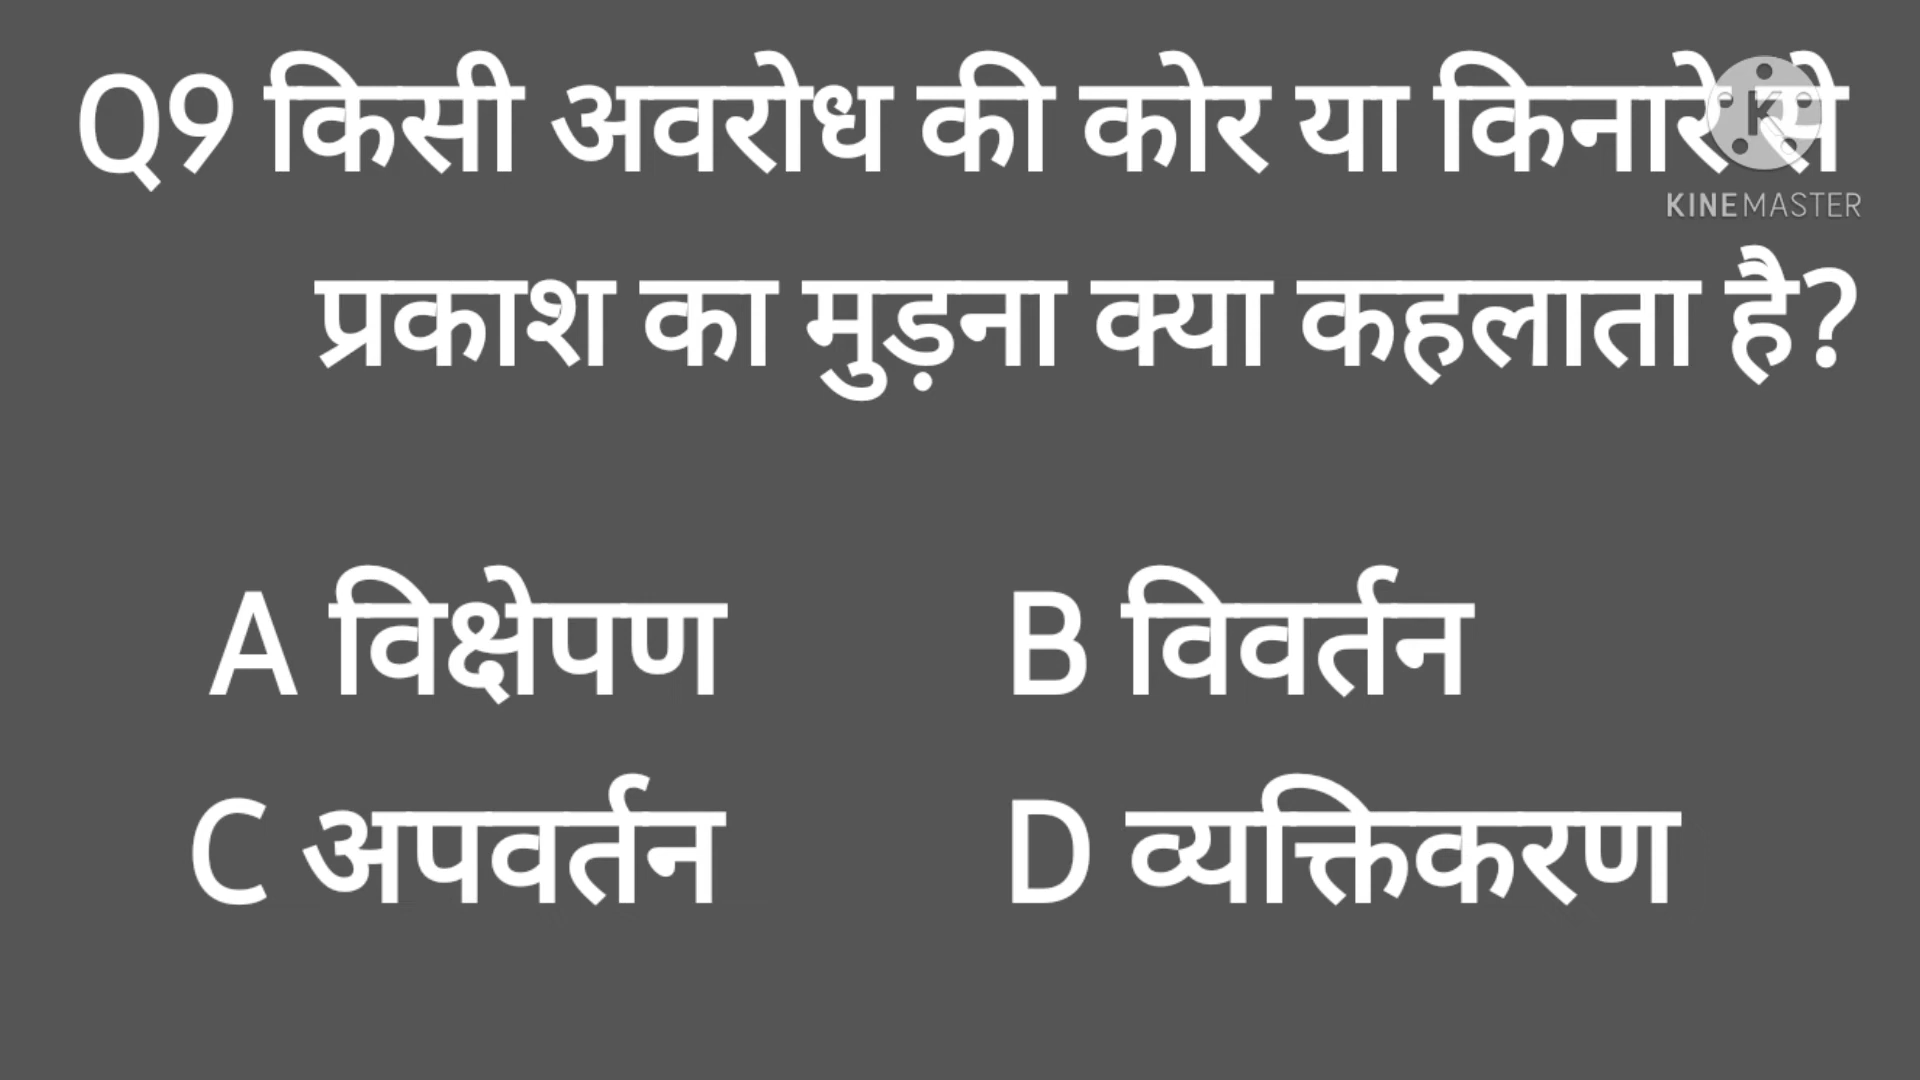 Q9 किसी अवरोध की कोर या किनारे से
KINEMASTER
प्रकाश का मुड़ना क्या कहलाता है?
A विक्षेपण B विवर्तन
C अपवर्तन D व्यक्तिकरण